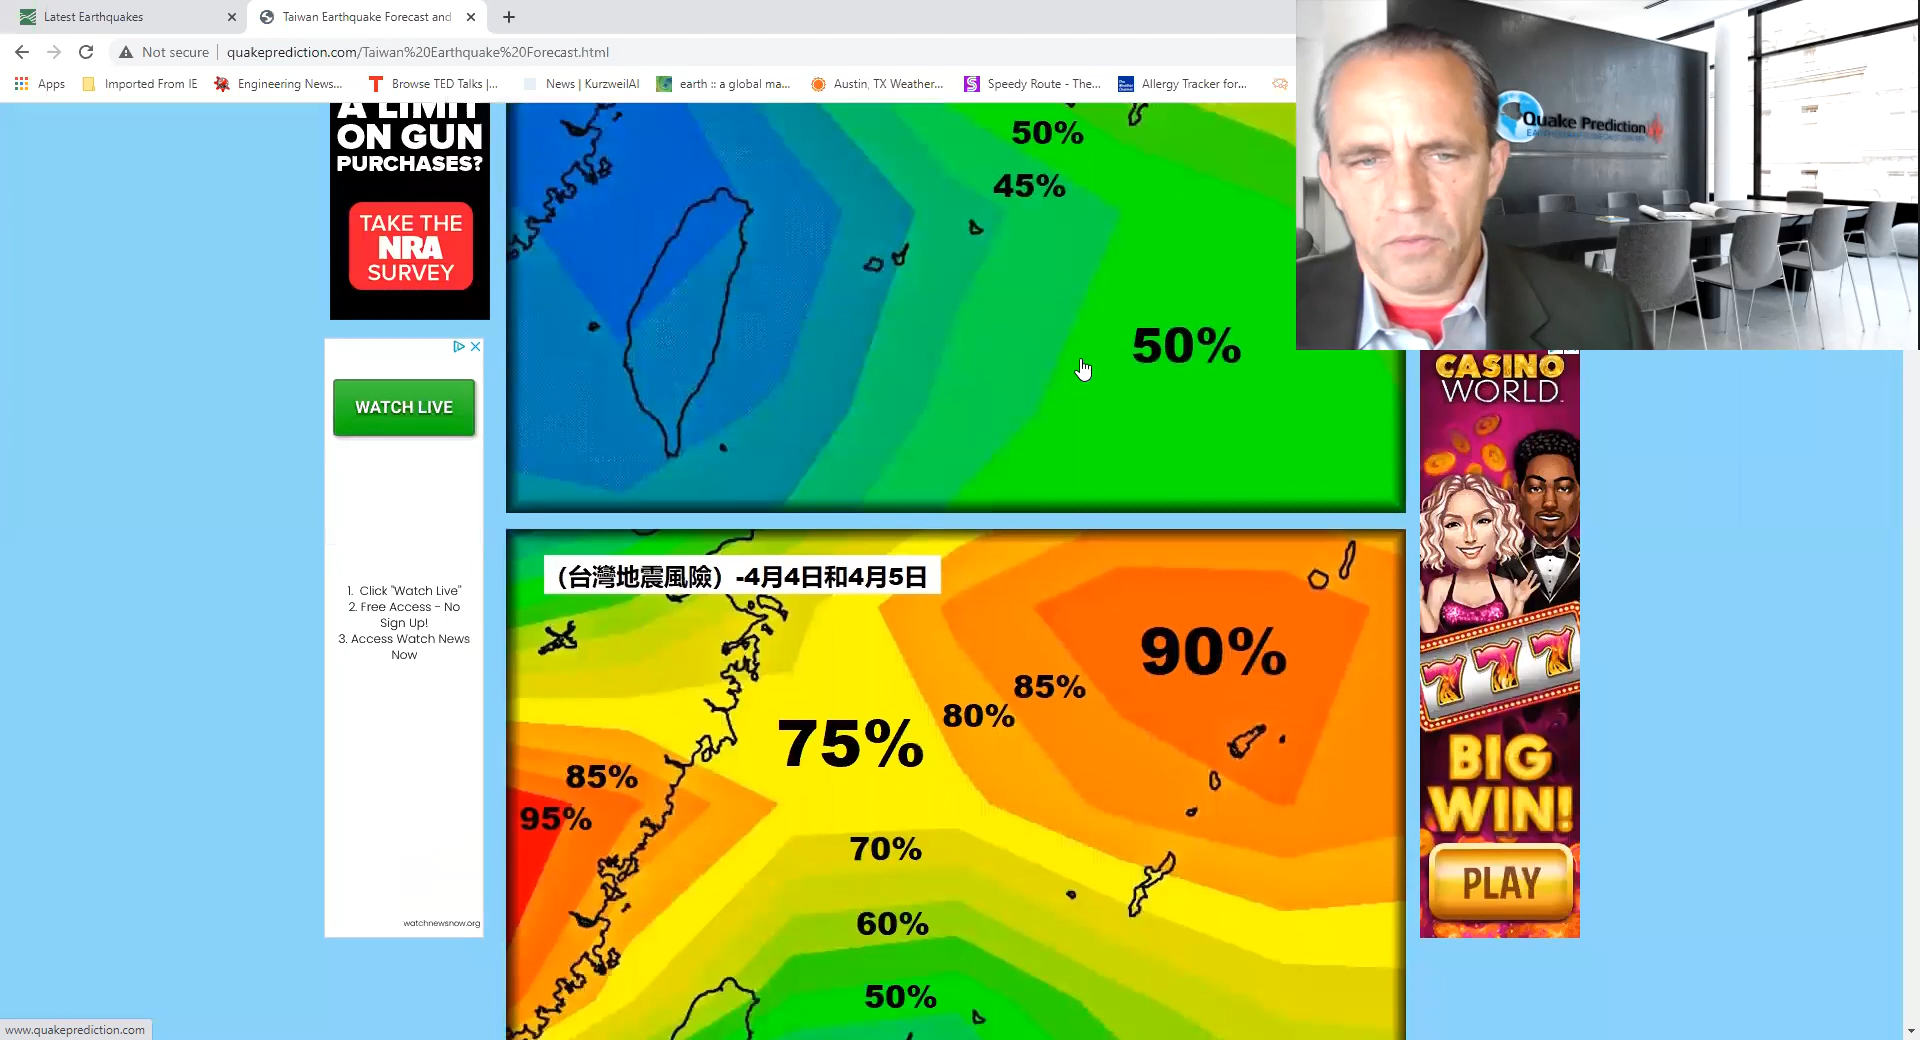 Latest Earthquakes
Taiwan Earthquake Forecast and
Not secure
quakeprediction.com/Taiwan%20Earthquake%20Forecast.html
Apps
Imported From IE
Engineering News...
Browse TED Talks |...
News | KurzweilAI
earth :: a global ma...
Austin, TX Weather...
Speedy Route - The...
Allergy Tracker for...
A LIMIT
ON GUN
PURCHASES?
TAKE THE
NRA
SURVEY
WATCH LIVE
1. Click "Watch Live"
2. Free Access - No
Sign Up!
3. Access Watch News
Now
watchnewsnow.org
50%
45%
50%
(台灣地震風險) -4月4日和4月5日
90%
85%
80%
75%
85%
95%
70%
60%
50%
Quake Prediction
CASINO
WORLD
777
BIG
WIN!
PLAY
www.quakeprediction.com